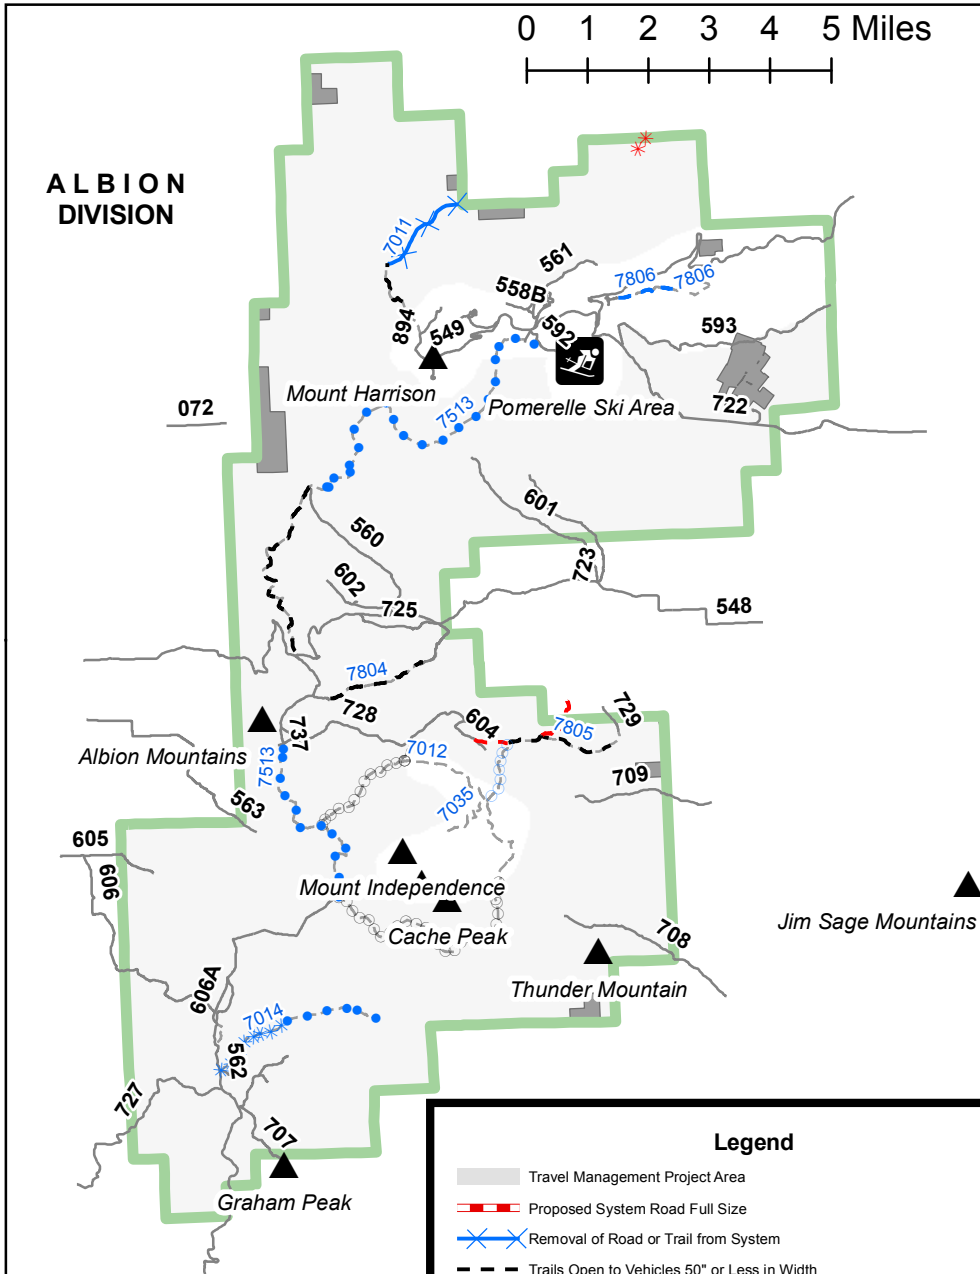 0 1 2 3 4 5 Miles
ALBION
DIVISION
7011
561
7806
7806
558B
894
549
592
593
Mount Harrison
Pomerelle Ski Area
072
7513
722
601
560
723
602
725
548
7804
728
604
729
7805
737
7012
Albion Mountains
7513
709
563
7035
605
606
Mount Independence
Cache Peak
708
Jim Sage Mountains
Thunder Mountain
606A
7014
562
727
707
Graham Peak
Legend
Travel Management Project Area
Proposed System Road Full Size
Removal of Road or Trail from System
Trails Open to Vehicles 50" or Less in Width